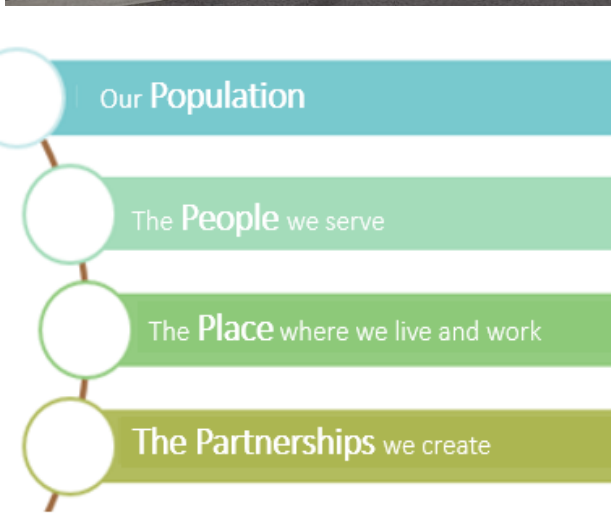 Our Population
The People we serve
The Place where we live and work
The Partnerships we create